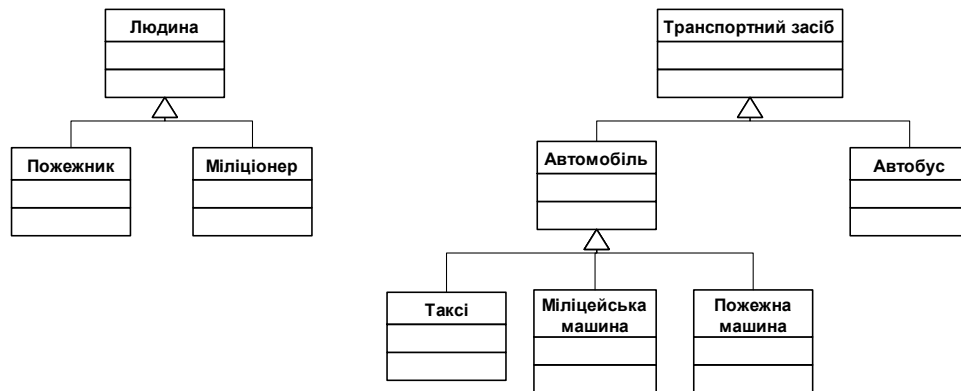 Людина
Транспортний засіб
Пожежник
Міліціонер
Автомобіль
Автобус
Таксі
Міліцейська
машина
Пожежна
машина